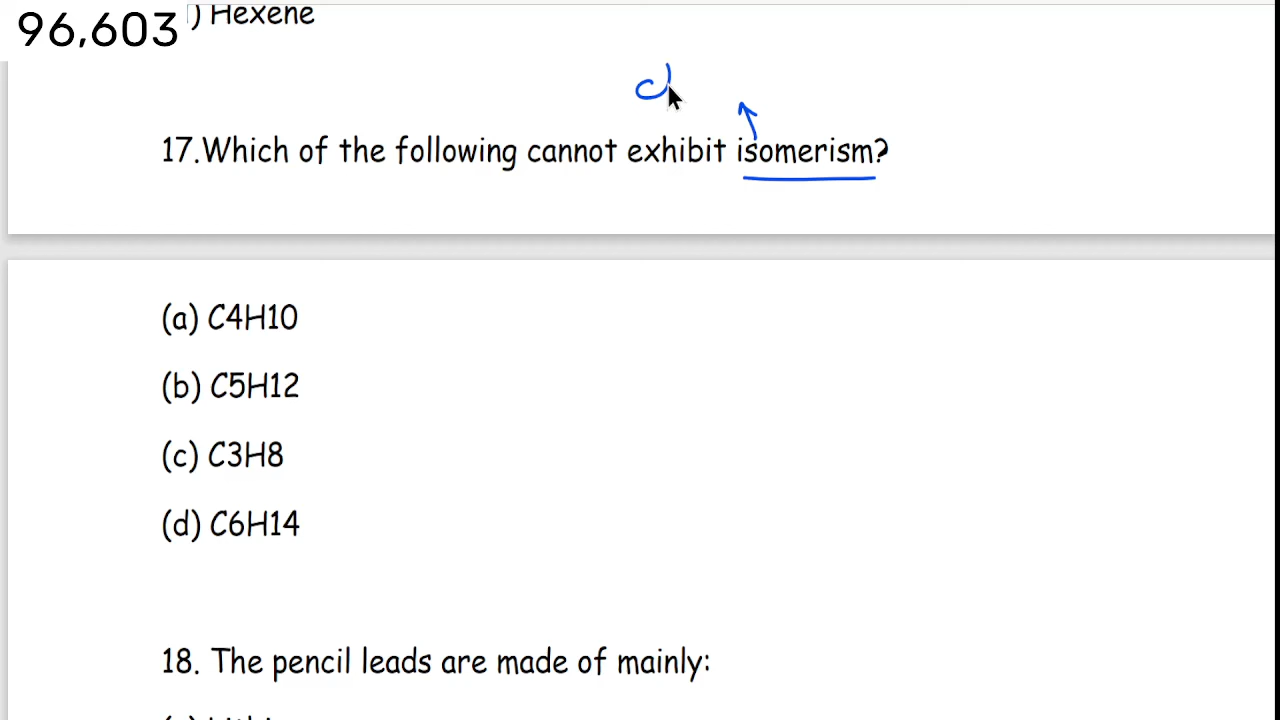 96,603
) Hexene
17.Which of the following cannot exhibit isomerism?
(a) C4H10
(b) C5H12
(c) C3H8
(d) C6H14
18. The pencil leads are made of mainly: